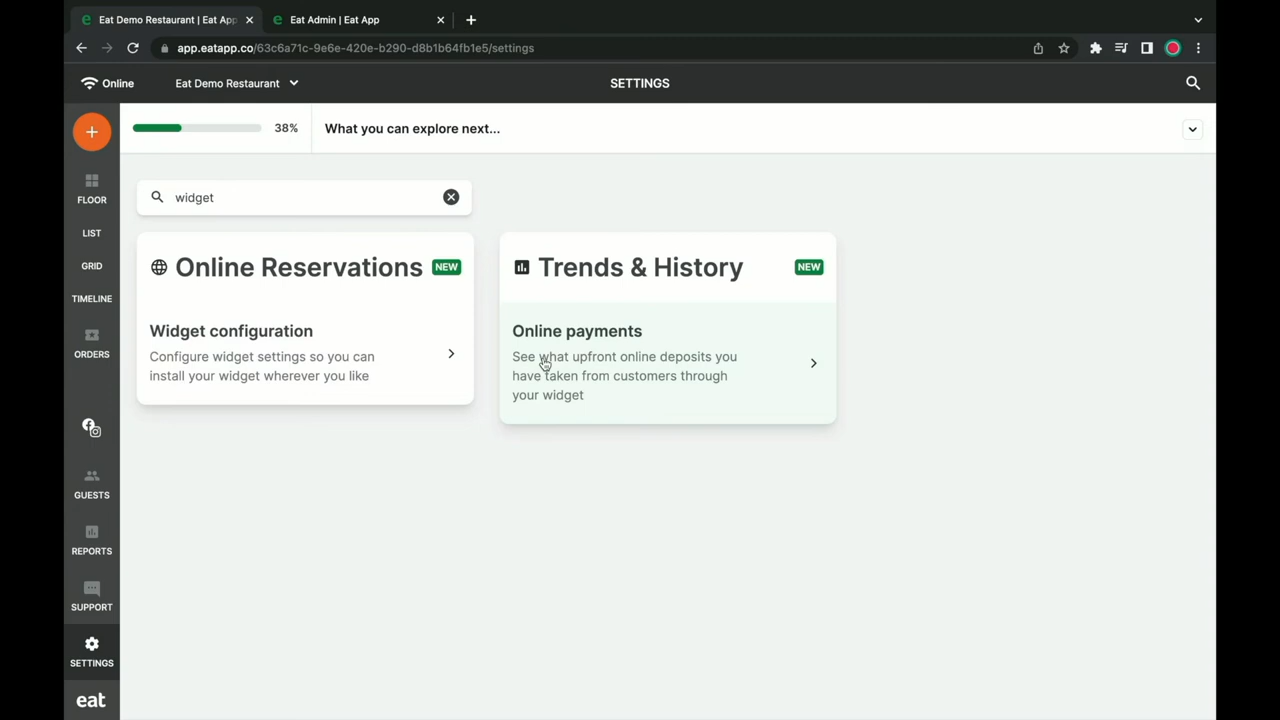 Eat Demo Restaurant | Eat App
Eat Admin | Eat App
app.eatapp.co/63c6a71c-9e6e-420e-b290-d8b1b64fb1e5/settings
Online
Eat Demo Restaurant
SETTINGS
38%
What you can explore next...
FLOOR
LIST
GRID
TIMELINE
ORDERS
GUESTS
REPORTS
SUPPORT
SETTINGS
eat
widget
Online Reservations NEW
Widget configuration
Configure widget settings so you can
install your widget wherever you like
Trends & History NEW
Online payments
See what upfront online deposits you
have taken from customers through
your widget